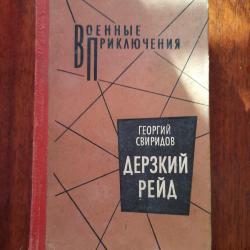 Военные
Приключения
ГЕОРГИЙ
СВИРИДОВ
ДЕРЗКИЙ
РЕЙД